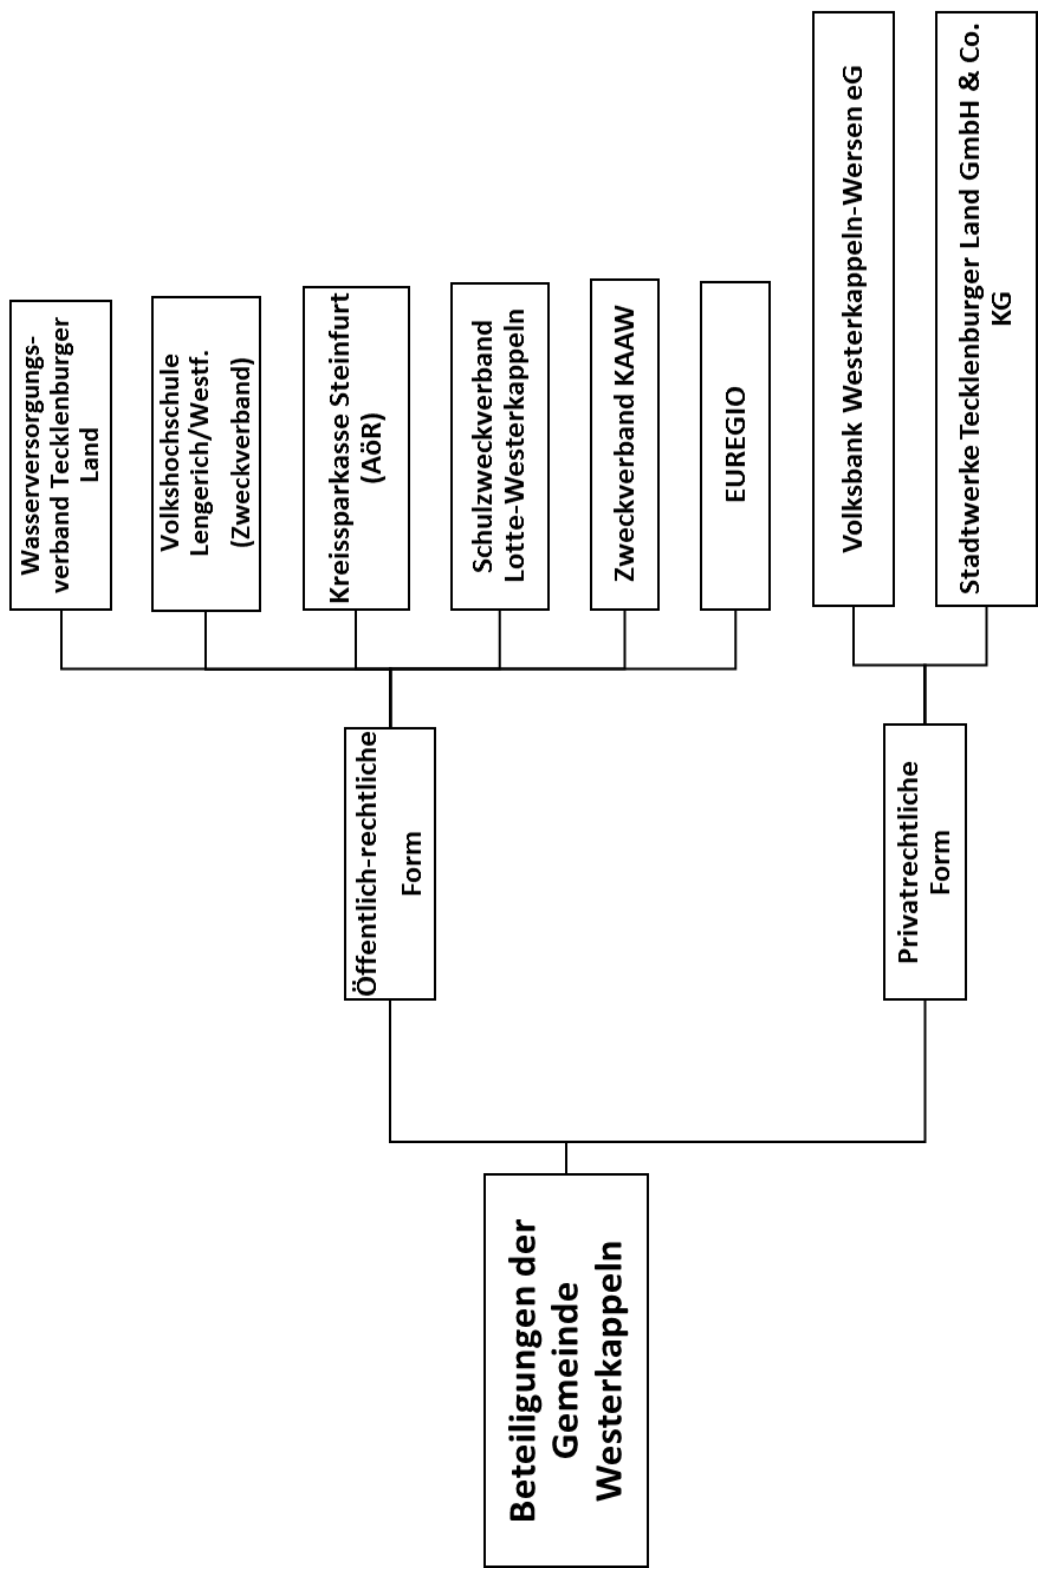 Beteiligungen der
Gemeinde
Westerkappeln
Öffentlich-rechtliche
Form
Wasserversorgungs-
verband Tecklenburger
Land
Volkshochschule
Lengerich/Westf.
(Zweckverband)
Kreissparkasse Steinfurt
(AöR)
Schulzweckverband
Lotte-Westerkappeln
Zweckverband KAAW
EUREGIO
Privatrechtliche
Form
Volksbank Westerkappeln-Wersen eG
Stadtwerke Tecklenburger Land GmbH & Co.
KG